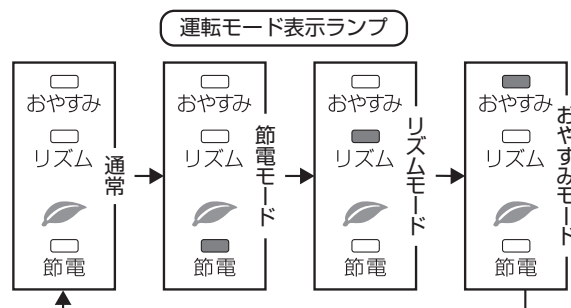 運転モード表示ランプ
おやすみ
リズム
節電
通常
おやすみ
リズム
節電
節電モード
おやすみ
リズム
節電
リズムモード
おやすみ
リズム
節電
おやすみモード